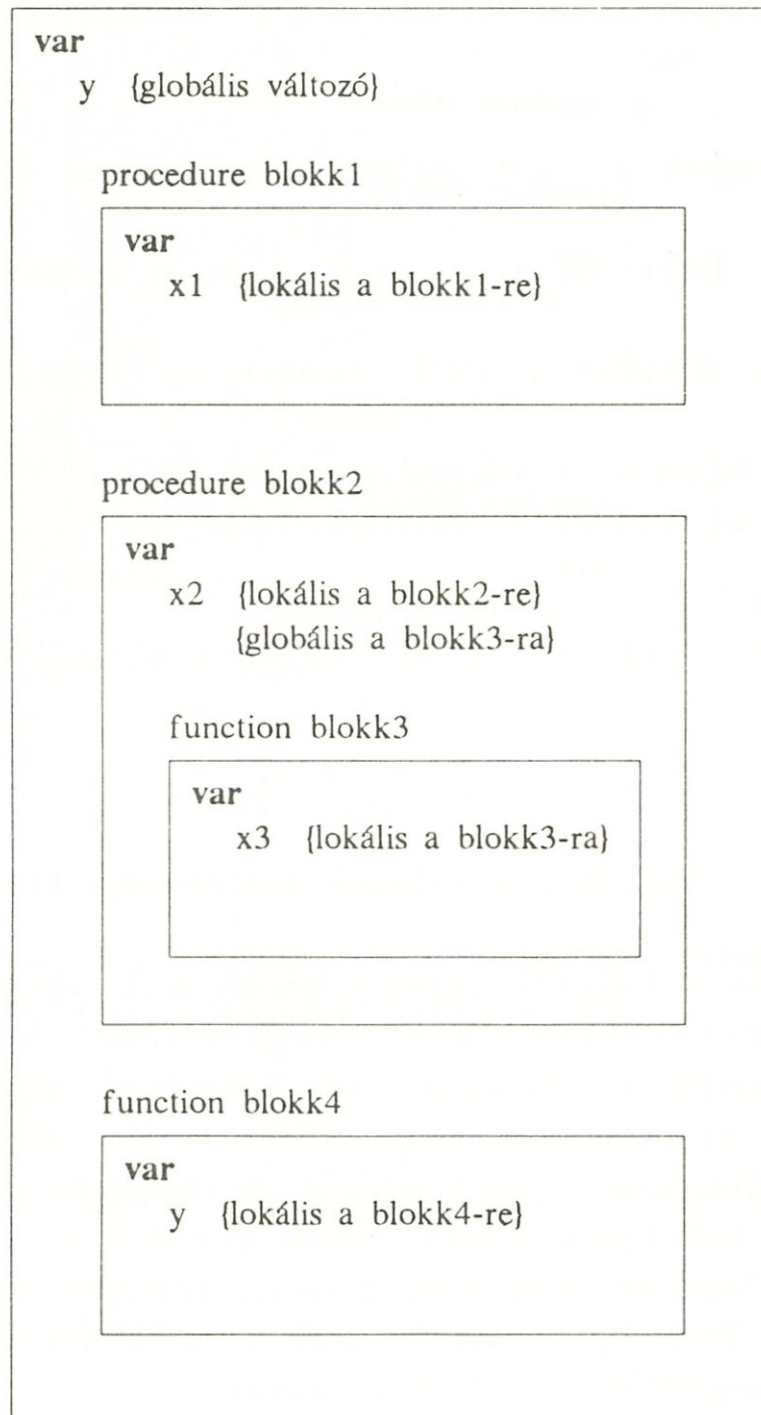 var
y {globális változó}
procedure blokk1
var
x1 {lokális a blokk1-re}
procedure blokk2
var
x2 {lokális a blokk2-re}
{globális a blokk3-ra}
function blokk3
var
x3 {lokális a blokk3-ra}
function blokk4
var
y {lokális a blokk4-re}